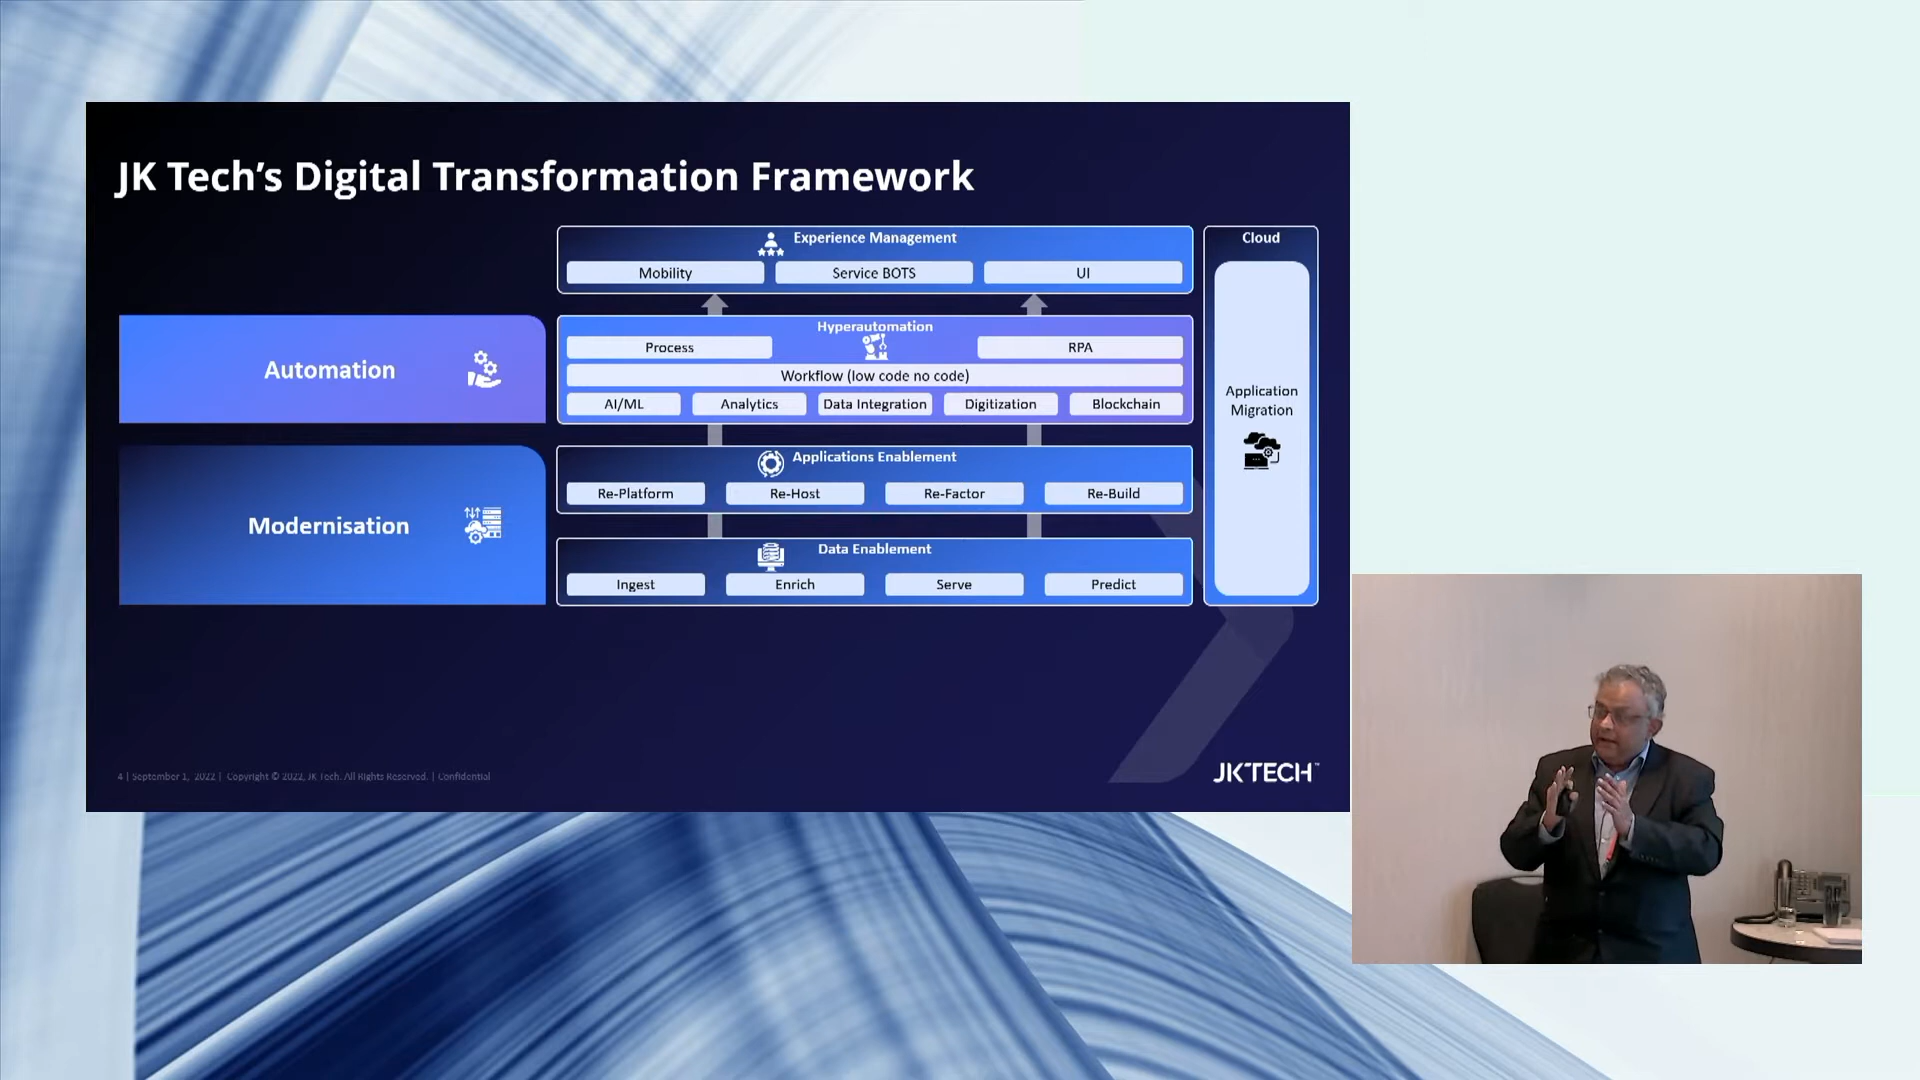 JK Tech's Digital Transformation Framework
Experience Management
Mobility
Service BOTS
UI
Cloud
Application
Migration
Automation
Hyperautomation
Process
RPA
Workflow (low code no code)
AI/ML
Analytics
Data Integration
Digitization
Blockchain
Modernisation
Applications Enablement
Re-Platform
Re-Host
Re-Factor
Re-Build
Data Enablement
Ingest
Enrich
Serve
Predict
4 | September 1, 2022 | Copyright © 2022, JK Tech. All Rights Reserved. | Confidential
JKTECH™